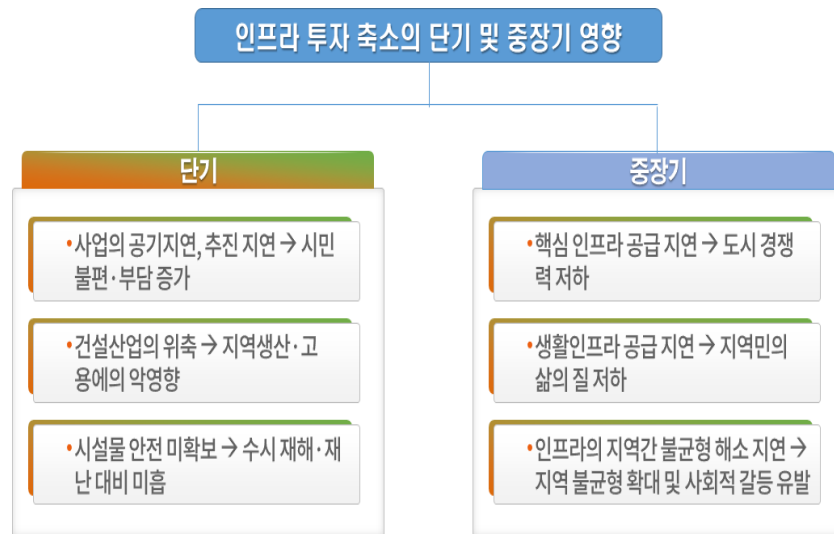 인프라 투자 축소의 단기 및 중장기 영향
단기
•사업의 공기지연, 추진 지연 → 시민
불편·부담 증가
•건설산업의 위축 → 지역생산·고
용에의 악영향
•시설물 안전 미확보 → 수시 재해·재
난 대비 미흡
중장기
•핵심 인프라 공급 지연 → 도시 경쟁
력 저하
•생활인프라 공급 지연 → 지역민의
삶의 질 저하
•인프라의 지역간 불균형 해소 지연 →
지역 불균형 확대 및 사회적 갈등 유발